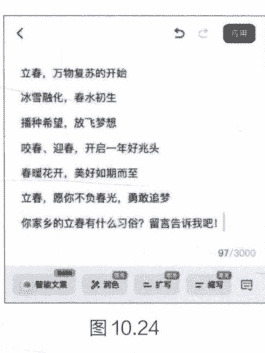 应用
立春，万物复苏的开始
冰雪融化，春水初生
播种希望，放飞梦想
咬春、迎春，开启一年好兆头
春暖花开，美好如期而至
立春，愿你不负春光，勇敢追梦
你家乡的立春有什么习俗？留言告诉我吧！
97/3000
智能文案
润色
扩写
缩写
图10.24